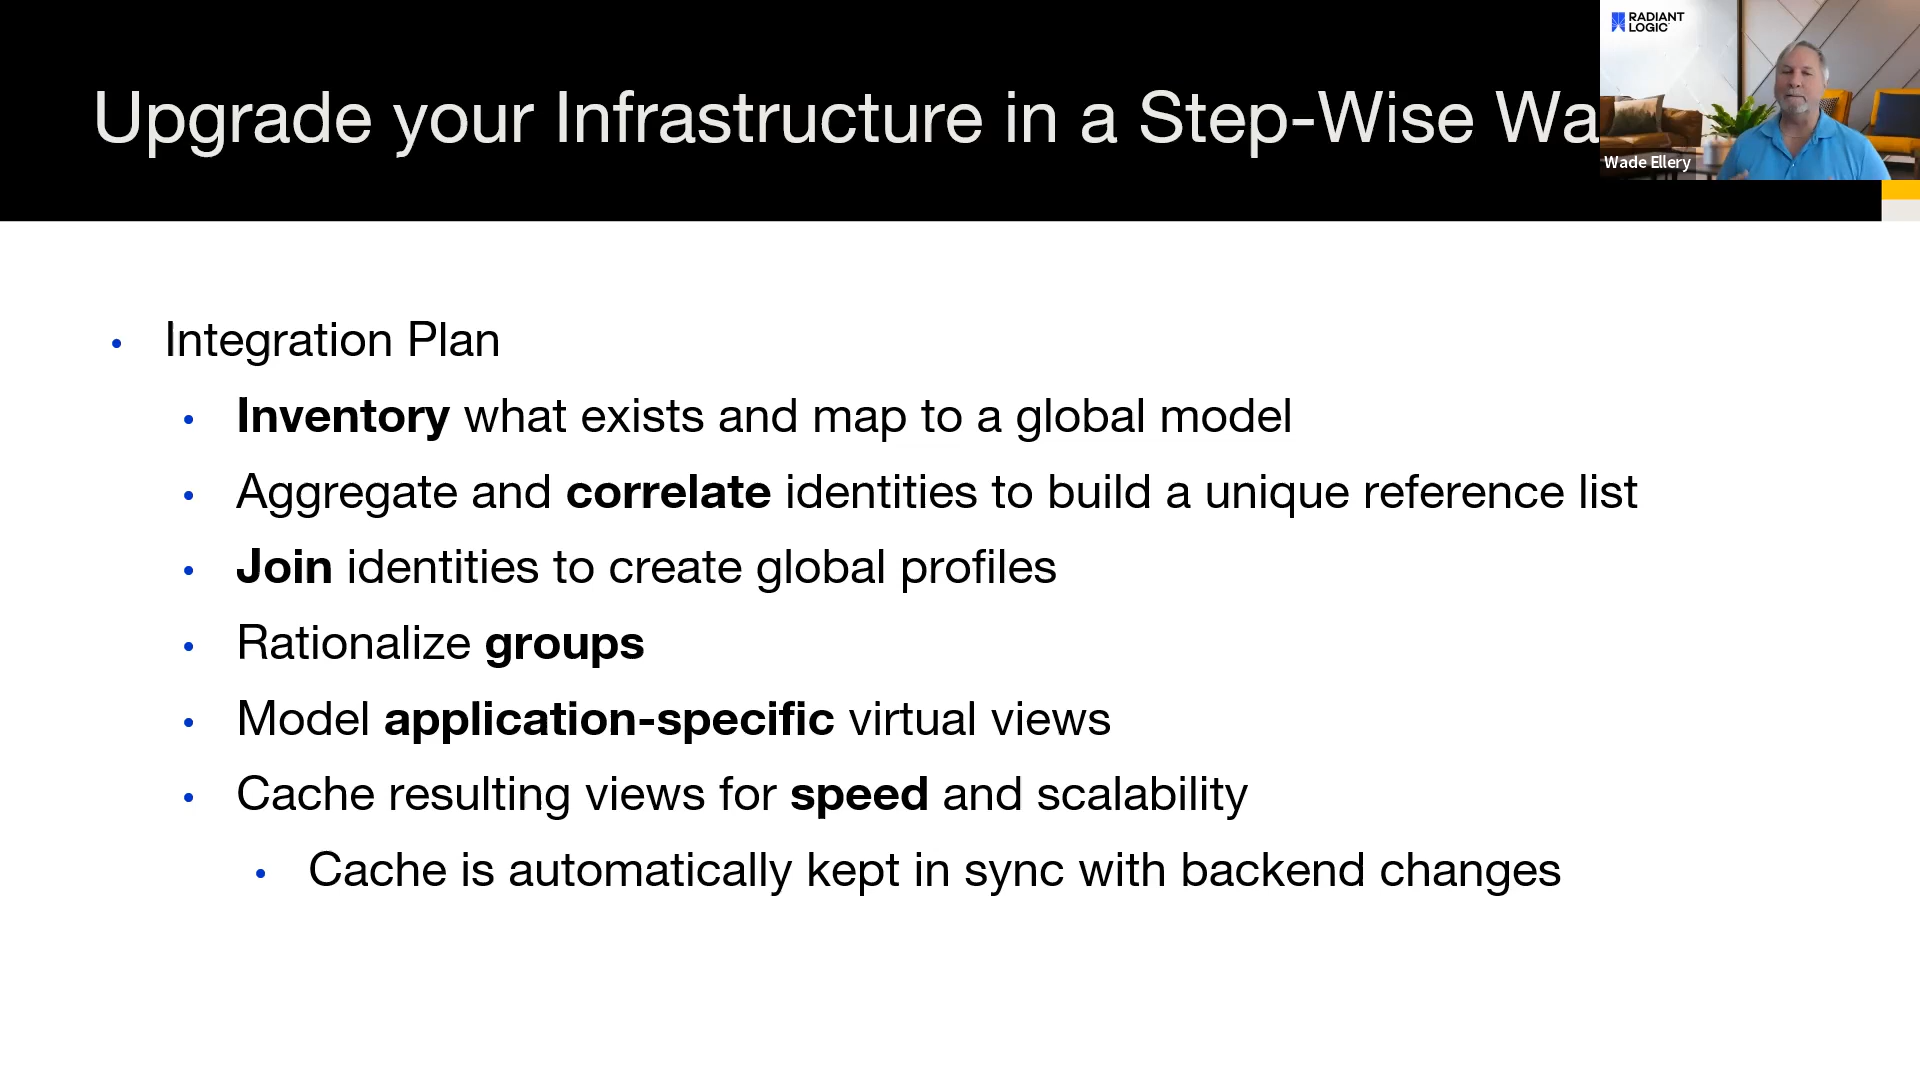 Upgrade your Infrastructure in a Step-Wise Wa
RADIANT
LOGIC
Wade Ellery
Integration Plan
Inventory what exists and map to a global model
Aggregate and correlate identities to build a unique reference list
Join identities to create global profiles
Rationalize groups
Model application-specific virtual views
Cache resulting views for speed and scalability
Cache is automatically kept in sync with backend changes